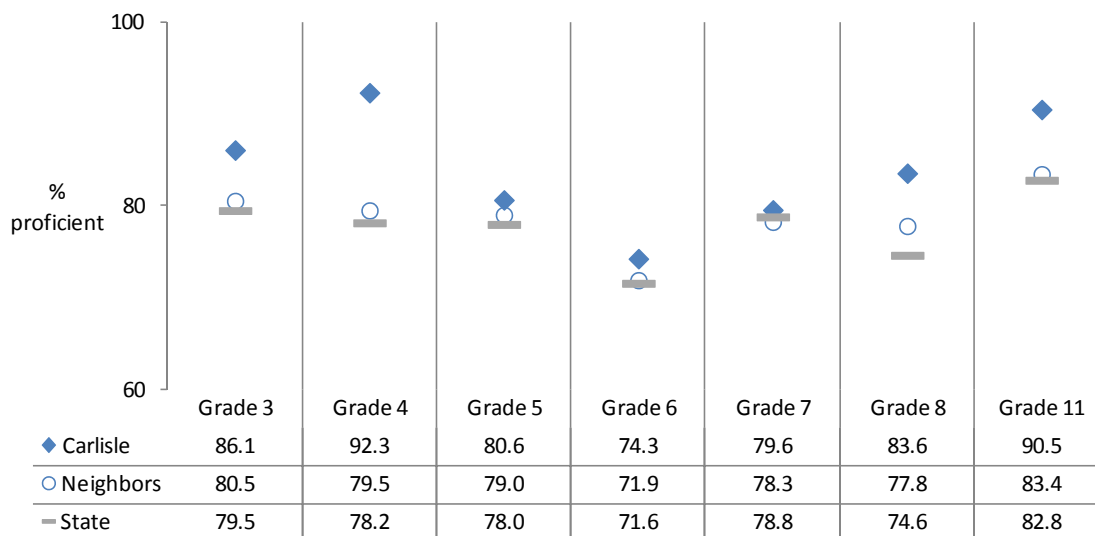 100
80
60
%
proficient
Grade 3 Grade 4 Grade 5 Grade 6 Grade 7 Grade 8 Grade 11
Carlisle 86.1 92.3 80.6 74.3 79.6 83.6 90.5
Neighbors 80.5 79.5 79.0 71.9 78.3 77.8 83.4
State 79.5 78.2 78.0 71.6 78.8 74.6 82.8